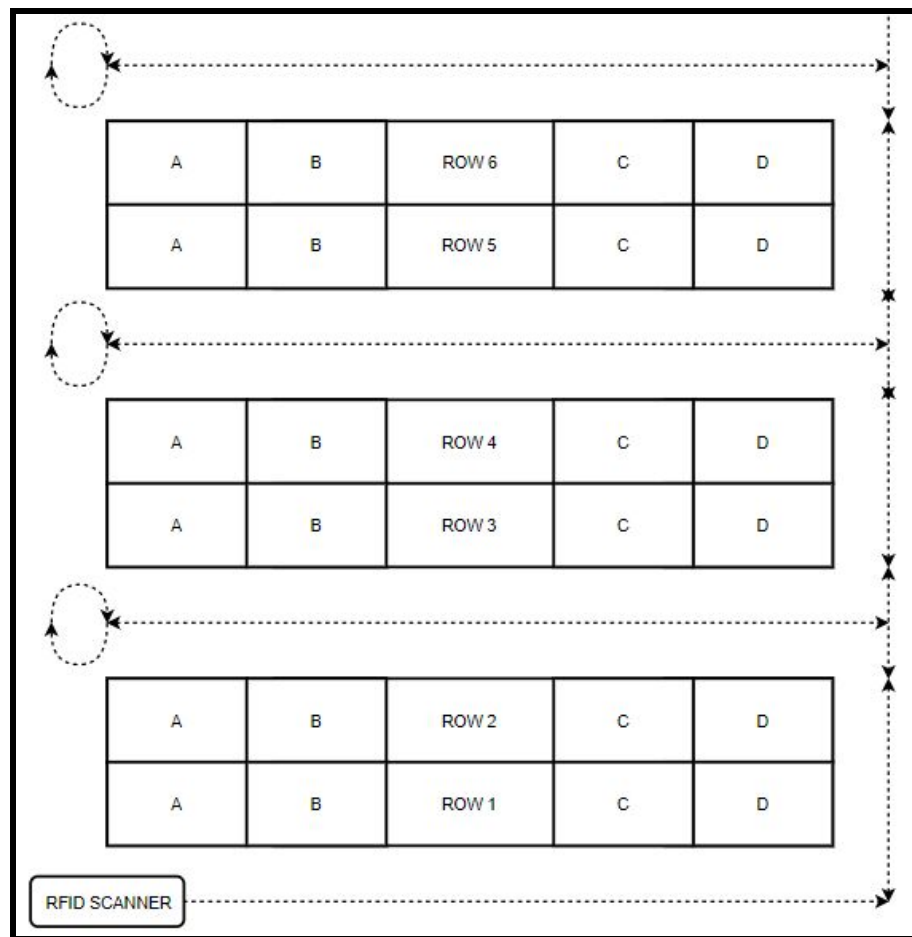 A B ROW 6 C D
A B ROW 5 C D
A B ROW 4 C D
A B ROW 3 C D
A B ROW 2 C D
A B ROW 1 C D
RFID SCANNER